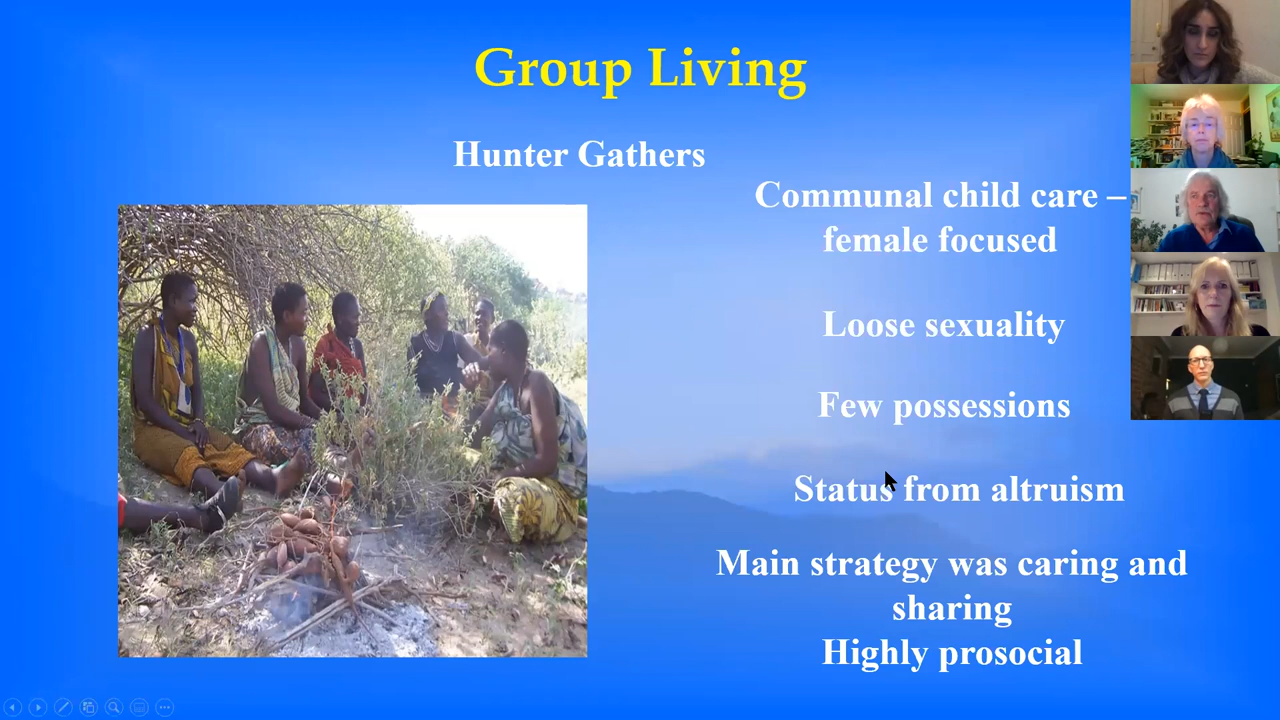 Group Living
Hunter Gathers
Communal child care –
female focused
Loose sexuality
Few possessions
Status from altruism
Main strategy was caring and
sharing
Highly prosocial